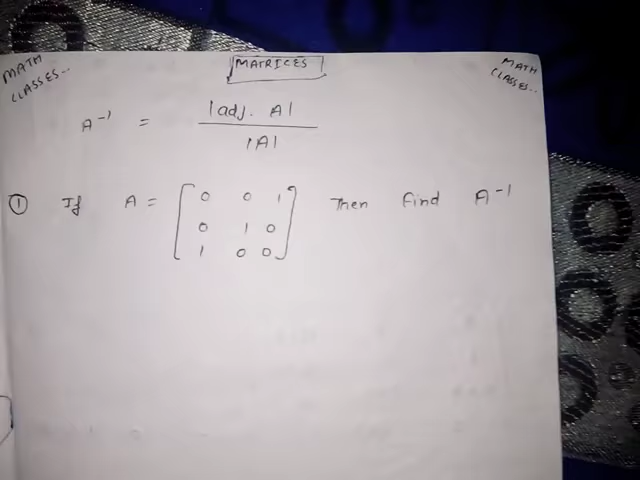 MATH CLASSES..
MATRICES
MATH CLASSES..
A⁻¹ = |adj. A| / |A|
① If A = [ 0 0 1
0 1 0
1 0 0 ] Then find A⁻¹